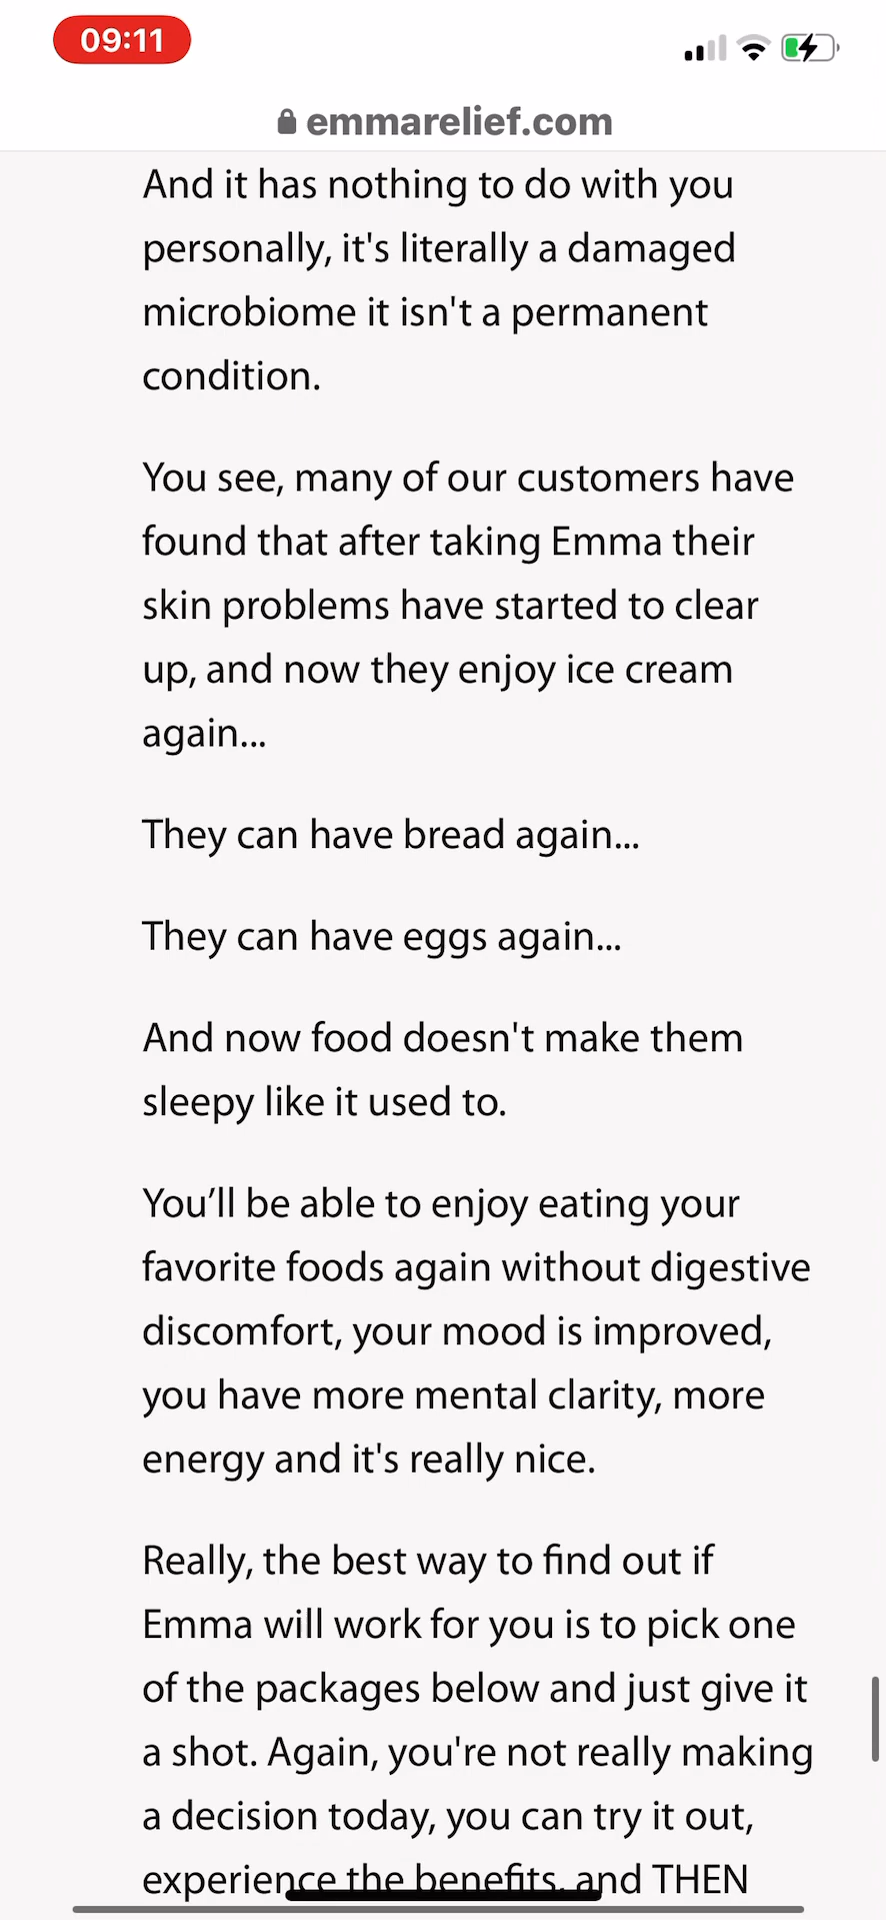 09:11
emmarelief.com
And it has nothing to do with you
personally, it's literally a damaged
microbiome it isn't a permanent
condition.
You see, many of our customers have
found that after taking Emma their
skin problems have started to clear
up, and now they enjoy ice cream
again...
They can have bread again...
They can have eggs again...
And now food doesn't make them
sleepy like it used to.
You’ll be able to enjoy eating your
favorite foods again without digestive
discomfort, your mood is improved,
you have more mental clarity, more
energy and it's really nice.
Really, the best way to find out if
Emma will work for you is to pick one
of the packages below and just give it
a shot. Again, you're not really making
a decision today, you can try it out,
experience the benefits, and THEN